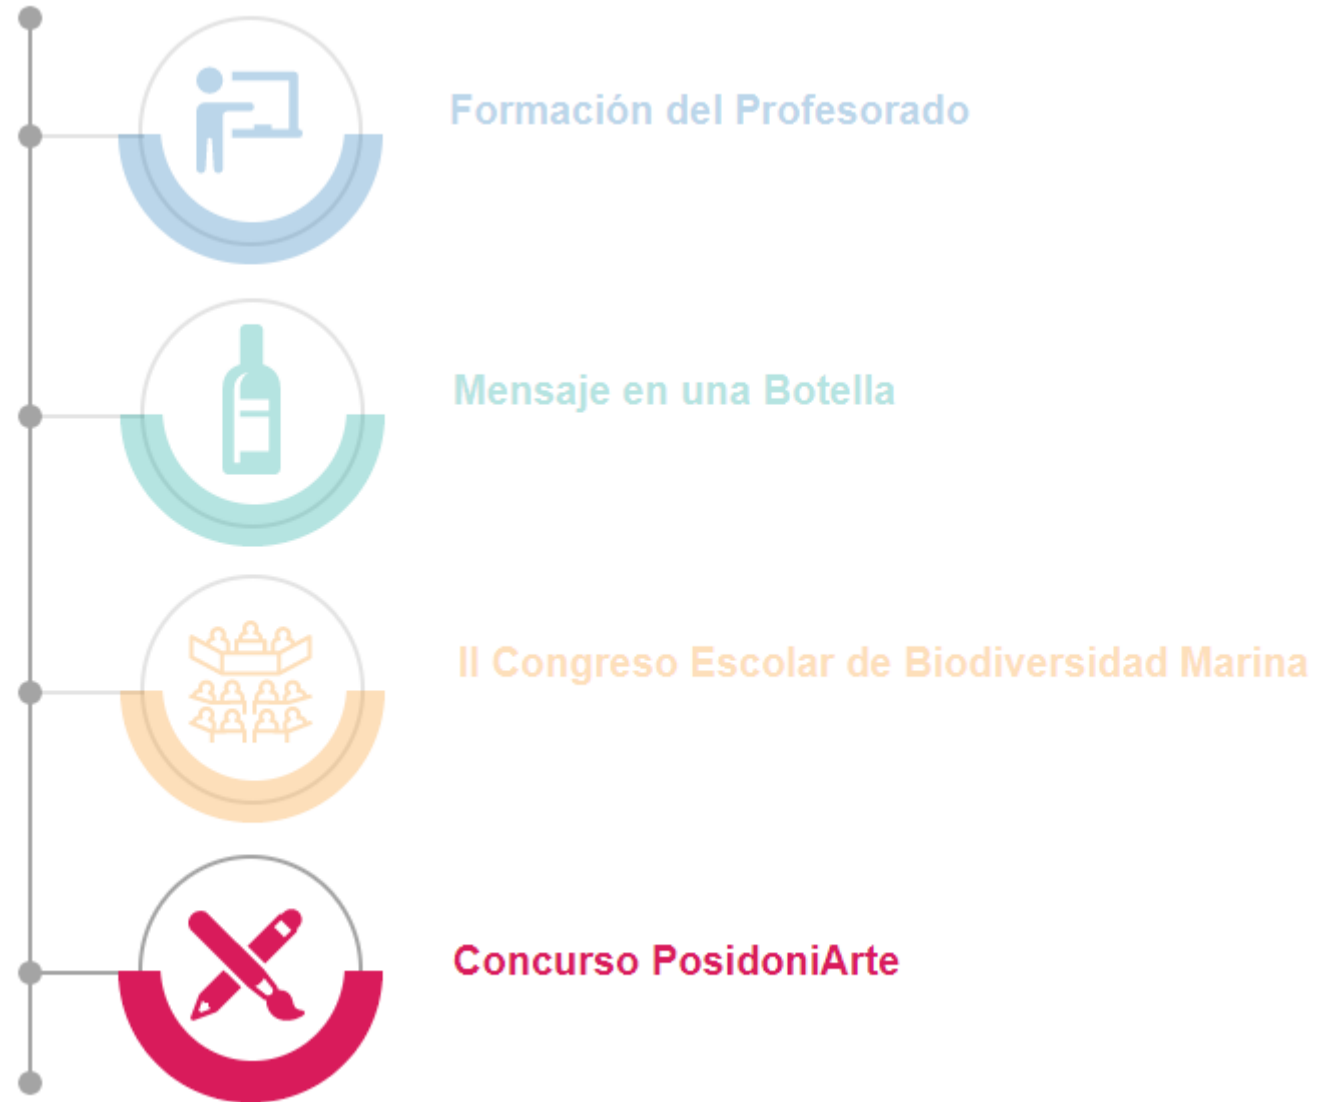 Formación del Profesorado
Mensaje en una Botella
II Congreso Escolar de Biodiversidad Marina
Concurso PosidoniArte